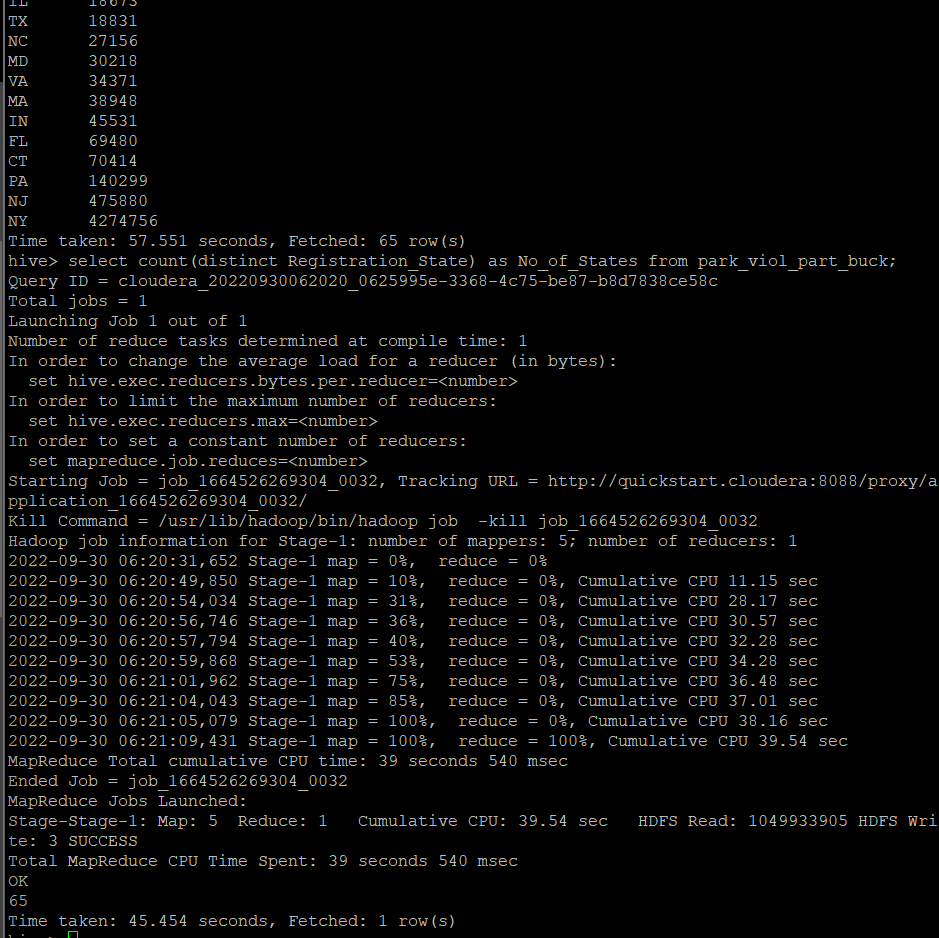 IL      18673
TX      18831
NC      27156
MD      30218
VA      34371
MA      38948
IN      45531
FL      69480
CT      70414
PA      140299
NJ      475880
NY      4274756
Time taken: 57.551 seconds, Fetched: 65 row(s)
hive> select count(distinct Registration_State) as No_of_States from park_viol_part_buck;
Query ID = cloudera_20220930062020_0625995e-3368-4c75-be87-b8d7838ce58c
Total jobs = 1
Launching Job 1 out of 1
Number of reduce tasks determined at compile time: 1
In order to change the average load for a reducer (in bytes):
  set hive.exec.reducers.bytes.per.reducer=<number>
In order to limit the maximum number of reducers:
  set hive.exec.reducers.max=<number>
In order to set a constant number of reducers:
  set mapreduce.job.reduces=<number>
Starting Job = job_1664526269304_0032, Tracking URL = http://quickstart.cloudera:8088/proxy/a
pplication_1664526269304_0032/
Kill Command = /usr/lib/hadoop/bin/hadoop job  -kill job_1664526269304_0032
Hadoop job information for Stage-1: number of mappers: 5; number of reducers: 1
2022-09-30 06:20:31,652 Stage-1 map = 0%,  reduce = 0%
2022-09-30 06:20:49,850 Stage-1 map = 10%,  reduce = 0%, Cumulative CPU 11.15 sec
2022-09-30 06:20:54,034 Stage-1 map = 31%,  reduce = 0%, Cumulative CPU 28.17 sec
2022-09-30 06:20:56,746 Stage-1 map = 36%,  reduce = 0%, Cumulative CPU 30.57 sec
2022-09-30 06:20:57,794 Stage-1 map = 40%,  reduce = 0%, Cumulative CPU 32.28 sec
2022-09-30 06:20:59,868 Stage-1 map = 53%,  reduce = 0%, Cumulative CPU 34.28 sec
2022-09-30 06:21:01,962 Stage-1 map = 75%,  reduce = 0%, Cumulative CPU 36.48 sec
2022-09-30 06:21:04,043 Stage-1 map = 85%,  reduce = 0%, Cumulative CPU 37.01 sec
2022-09-30 06:21:05,079 Stage-1 map = 100%,  reduce = 0%, Cumulative CPU 38.16 sec
2022-09-30 06:21:09,431 Stage-1 map = 100%,  reduce = 100%, Cumulative CPU 39.54 sec
MapReduce Total cumulative CPU time: 39 seconds 540 msec
Ended Job = job_1664526269304_0032
MapReduce Jobs Launched:
Stage-Stage-1: Map: 5  Reduce: 1   Cumulative CPU: 39.54 sec   HDFS Read: 1049933905 HDFS Wri
te: 3 SUCCESS
Total MapReduce CPU Time Spent: 39 seconds 540 msec
OK
65
Time taken: 45.454 seconds, Fetched: 1 row(s)
hive>